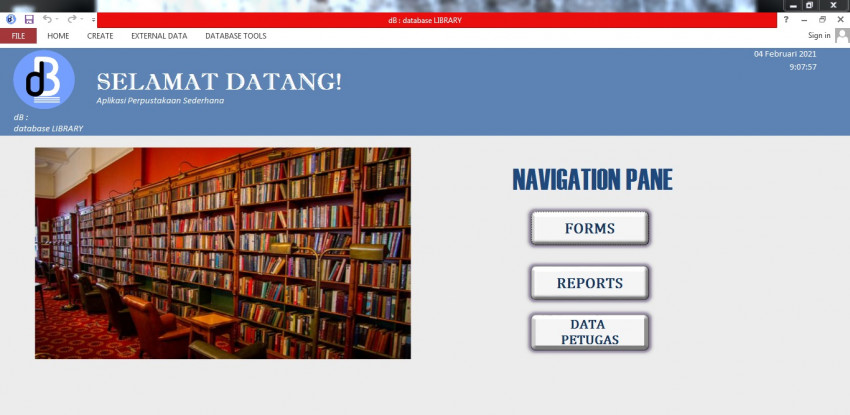 dB : database LIBRARY
?
FILE HOME CREATE EXTERNAL DATA DATABASE TOOLS Sign in
04 Februari 2021
9:07:57
dB
SELAMAT DATANG!
Aplikasi Perpustakaan Sederhana
dB :
database LIBRARY
NAVIGATION PANE
FORMS
REPORTS
DATA
PETUGAS